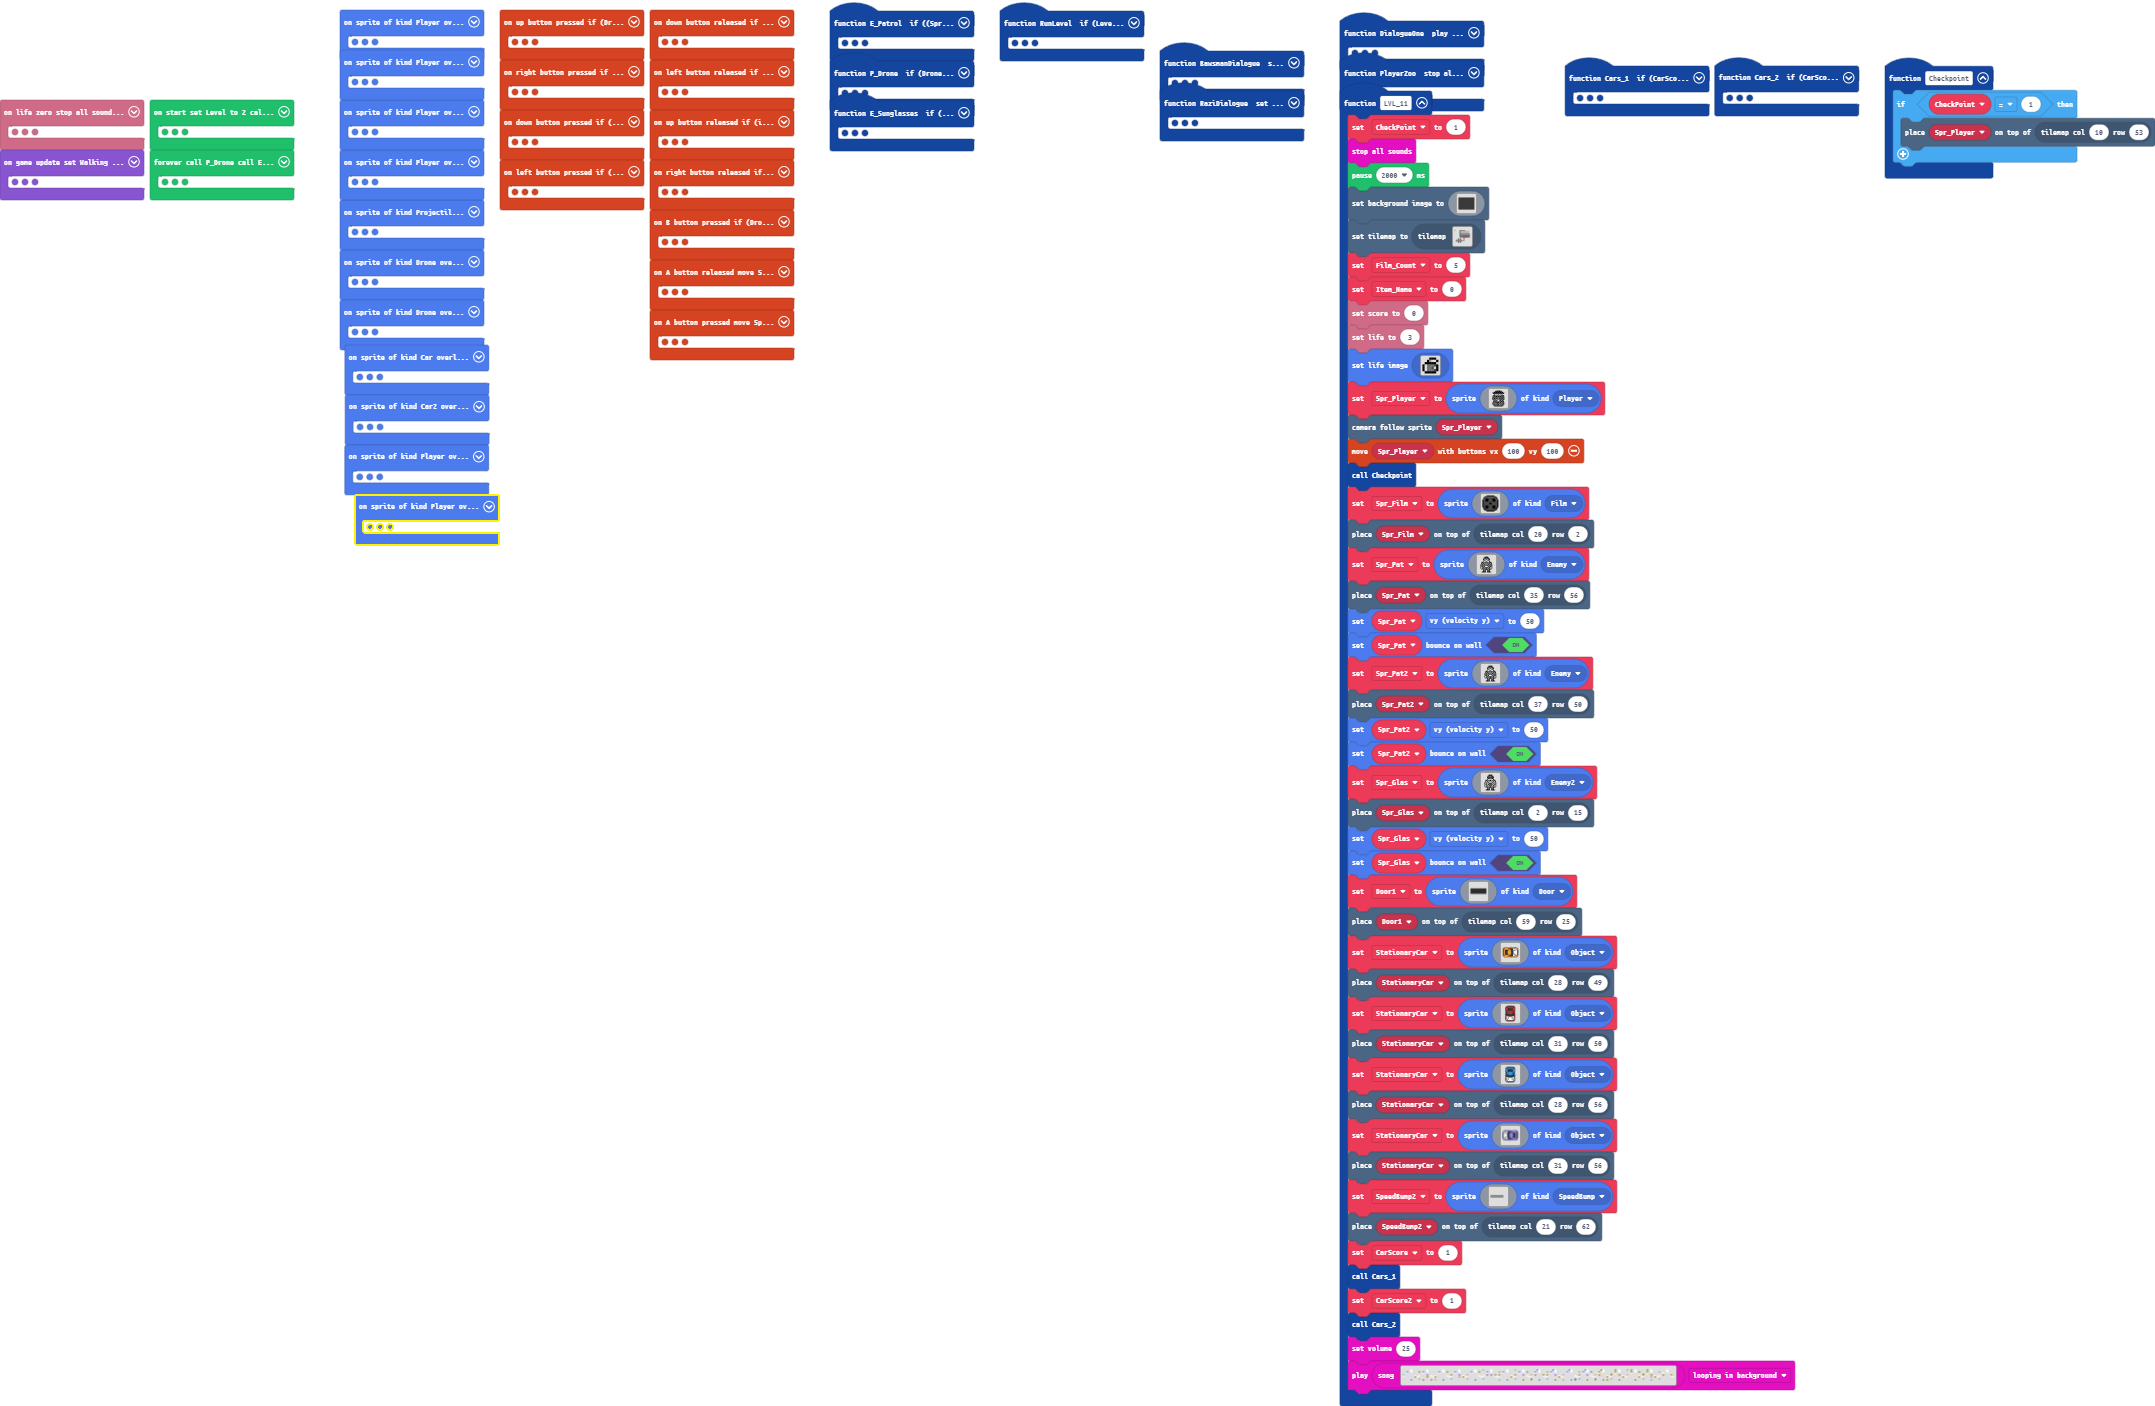 on life zero stop all sound...
on game update set Walking ...
on start set Level to 2 cal...
forever call P_Drone call E...
on sprite of kind Player ov...
on sprite of kind Player ov...
on sprite of kind Player ov...
on sprite of kind Player ov...
on sprite of kind Projectil...
on sprite of kind Drone ove...
on sprite of kind Drone ove...
on sprite of kind Car overl...
on sprite of kind Car2 over...
on sprite of kind Player ov...
on sprite of kind Player ov...
on up button pressed if (Dr...
on right button pressed if ...
on down button pressed if (...
on left button pressed if (...
on down button released if ...
on left button released if ...
on up button released if (i...
on right button released if...
on B button pressed if (Dro...
on A button released move S...
on A button pressed move Sp...
function E_Patrol if ((Spr...
function P_Drone if (Drone...
function E_Sunglasses if (...
function RunLevel if (Leve...
function BawsmanDialogue s...
function RaziDialogue set ...
function DialogueOne play ...
function PlayerZoo stop al...
function LVL_11
set CheckPoint to 1
stop all sounds
pause 2000 ms
set background image to
set tilemap to tilemap
set Film_Count to 5
set Item_Name to 0
set score to 0
set life to 3
set life image
set Spr_Player to sprite of kind Player
camera follow sprite Spr_Player
move Spr_Player with buttons vx 100 vy 100
call Checkpoint
set Spr_Film to sprite of kind Film
place Spr_Film on top of tilemap col 20 row 2
set Spr_Pat to sprite of kind Enemy
place Spr_Pat on top of tilemap col 35 row 56
set Spr_Pat vy (velocity y) to 50
set Spr_Pat bounce on wall ON
set Spr_Pat2 to sprite of kind Enemy
place Spr_Pat2 on top of tilemap col 37 row 50
set Spr_Pat2 vy (velocity y) to 50
set Spr_Pat2 bounce on wall ON
set Spr_Glas to sprite of kind Enemy2
place Spr_Glas on top of tilemap col 2 row 15
set Spr_Glas vy (velocity y) to 50
set Spr_Glas bounce on wall ON
set Door1 to sprite of kind Door
place Door1 on top of tilemap col 59 row 25
set StationaryCar to sprite of kind Object
place StationaryCar on top of tilemap col 28 row 49
set StationaryCar to sprite of kind Object
place StationaryCar on top of tilemap col 31 row 50
set StationaryCar to sprite of kind Object
place StationaryCar on top of tilemap col 28 row 56
set StationaryCar to sprite of kind Object
place StationaryCar on top of tilemap col 31 row 56
set SpeedBump2 to sprite of kind SpeedBump
place SpeedBump2 on top of tilemap col 21 row 62
set CarScore to 1
call Cars_1
set CarScore2 to 1
call Cars_2
set volume 25
play song looping in background
function Cars_1 if (CarSco...
function Cars_2 if (CarSco...
function Checkpoint
if CheckPoint = 1 then
place Spr_Player on top of tilemap col 10 row 53